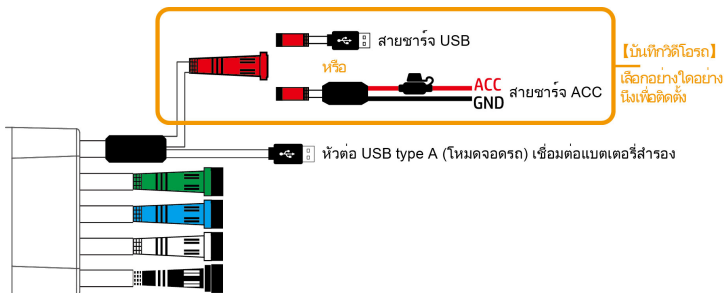 สายชาร์จ USB
หรือ
ACC
GND
สายชาร์จ ACC
【บันทึกวิดีโอรถ】
เลือกอย่างใดอย่าง
นึงเพื่อติดตั้ง
หัวต่อ USB type A (โหมดจอดรถ) เชื่อมต่อแบตเตอรี่สำรอง